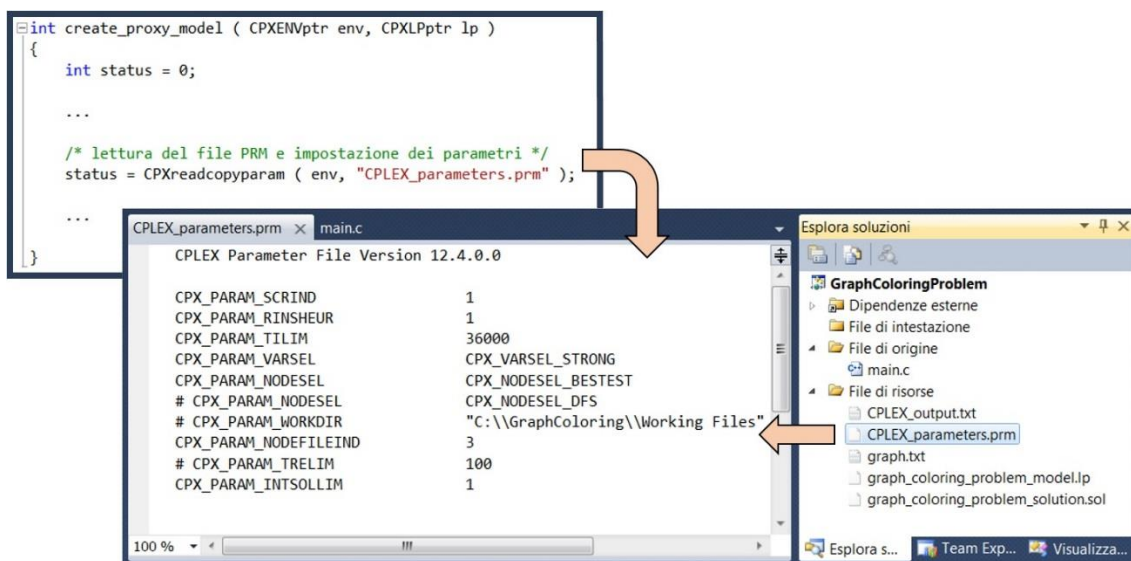 int create_proxy_model ( CPXENVptr env, CPXLPptr lp )
{
int status = 0;
...
/* lettura del file PRM e impostazione dei parametri */
status = CPXreadcopyparam ( env, "CPLEX_parameters.prm" );
...
}
CPLEX_parameters.prm main.c
CPLEX Parameter File Version 12.4.0.0
CPX_PARAM_SCRIND 1
CPX_PARAM_RINSHEUR 1
CPX_PARAM_TILIM 36000
CPX_PARAM_VARSEL CPX_VARSEL_STRONG
CPX_PARAM_NODESEL CPX_NODESEL_BESTEST
# CPX_PARAM_NODESEL CPX_NODESEL_DFS
# CPX_PARAM_WORKDIR "C:\\GraphColoring\\Working Files"
CPX_PARAM_NODEFILEIND 3
# CPX_PARAM_TRELIM 100
CPX_PARAM_INTSOLLIM 1
100 %
Esplora soluzioni
GraphColoringProblem
Dipendenze esterne
File di intestazione
File di origine
main.c
File di risorse
CPLEX_output.txt
CPLEX_parameters.prm
graph.txt
graph_coloring_problem_model.lp
graph_coloring_problem_solution.sol
Esplora s... Team Exp... Visualizza...